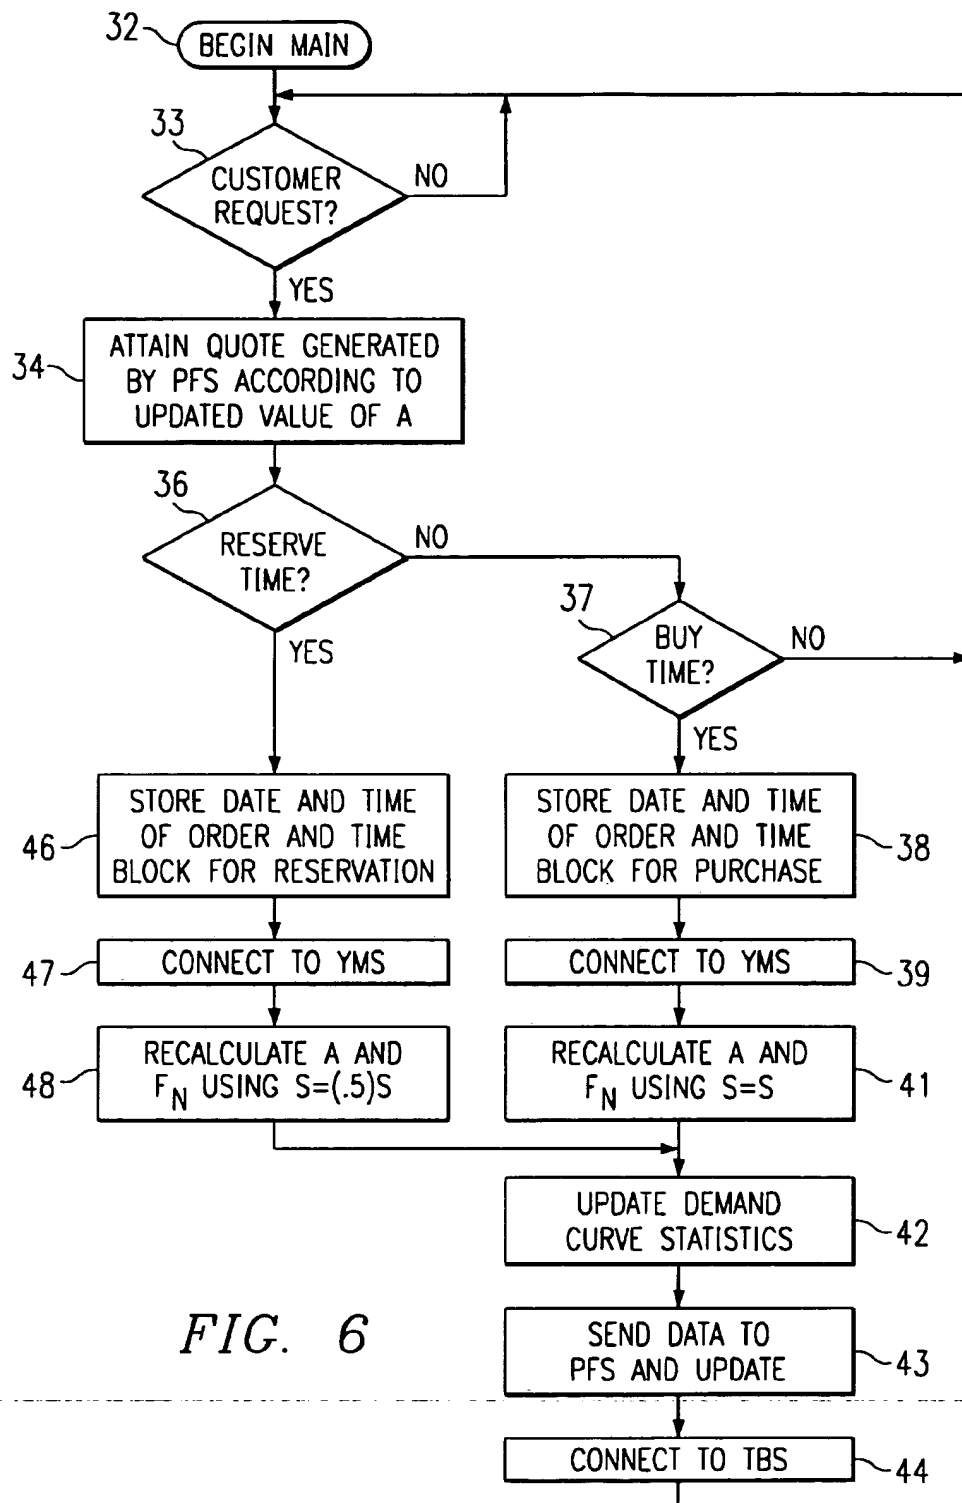 32
BEGIN MAIN
33
CUSTOMER
REQUEST?
NO
YES
34
ATTAIN QUOTE GENERATED
BY PFS ACCORDING TO
UPDATED VALUE OF A
36
RESERVE
TIME?
NO
YES
37
BUY
TIME?
NO
YES
46
STORE DATE AND TIME
OF ORDER AND TIME
BLOCK FOR RESERVATION
STORE DATE AND TIME
OF ORDER AND TIME
BLOCK FOR PURCHASE
38
47
CONNECT TO YMS
CONNECT TO YMS
39
48
RECALCULATE A AND
FN USING S=(.5)S
RECALCULATE A AND
FN USING S=S
41
UPDATE DEMAND
CURVE STATISTICS
42
FIG. 6
SEND DATA TO
PFS AND UPDATE
43
CONNECT TO TBS
44